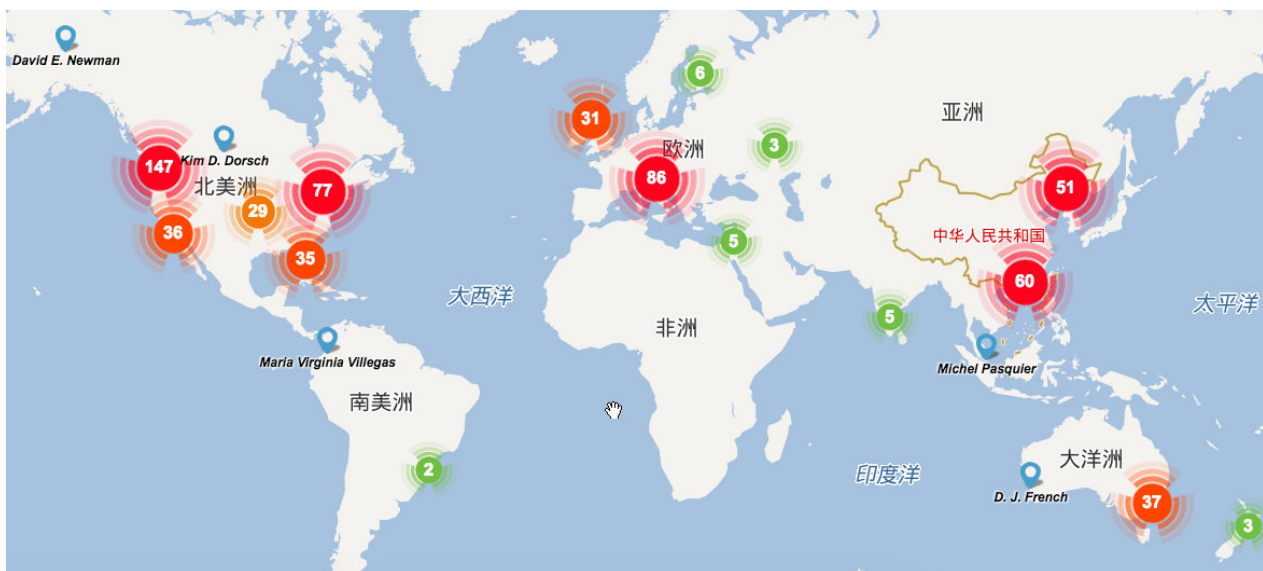 David E. Newman
6
31
亚洲
3
欧洲
147
Kim D. Dorsch
北美洲
77
86
51
29
36
中华人民共和国
5
35
60
大西洋
太平洋
5
非洲
Maria Virginia Villegas
Michel Pasquier
南美洲
大洋洲
2
印度洋
D. J. French
37
3